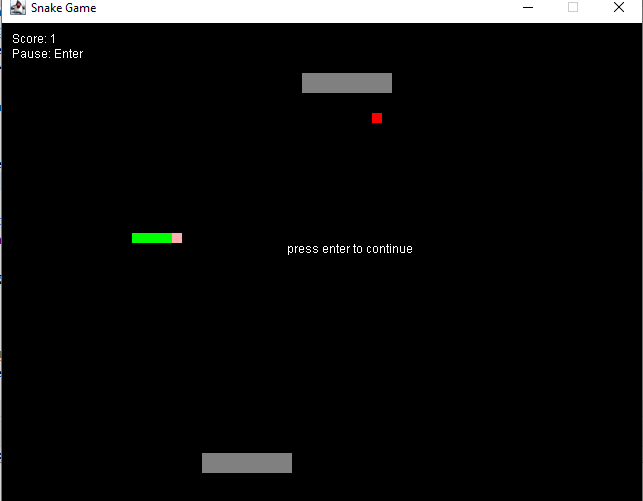 Snake Game
Score: 1
Pause: Enter
press enter to continue